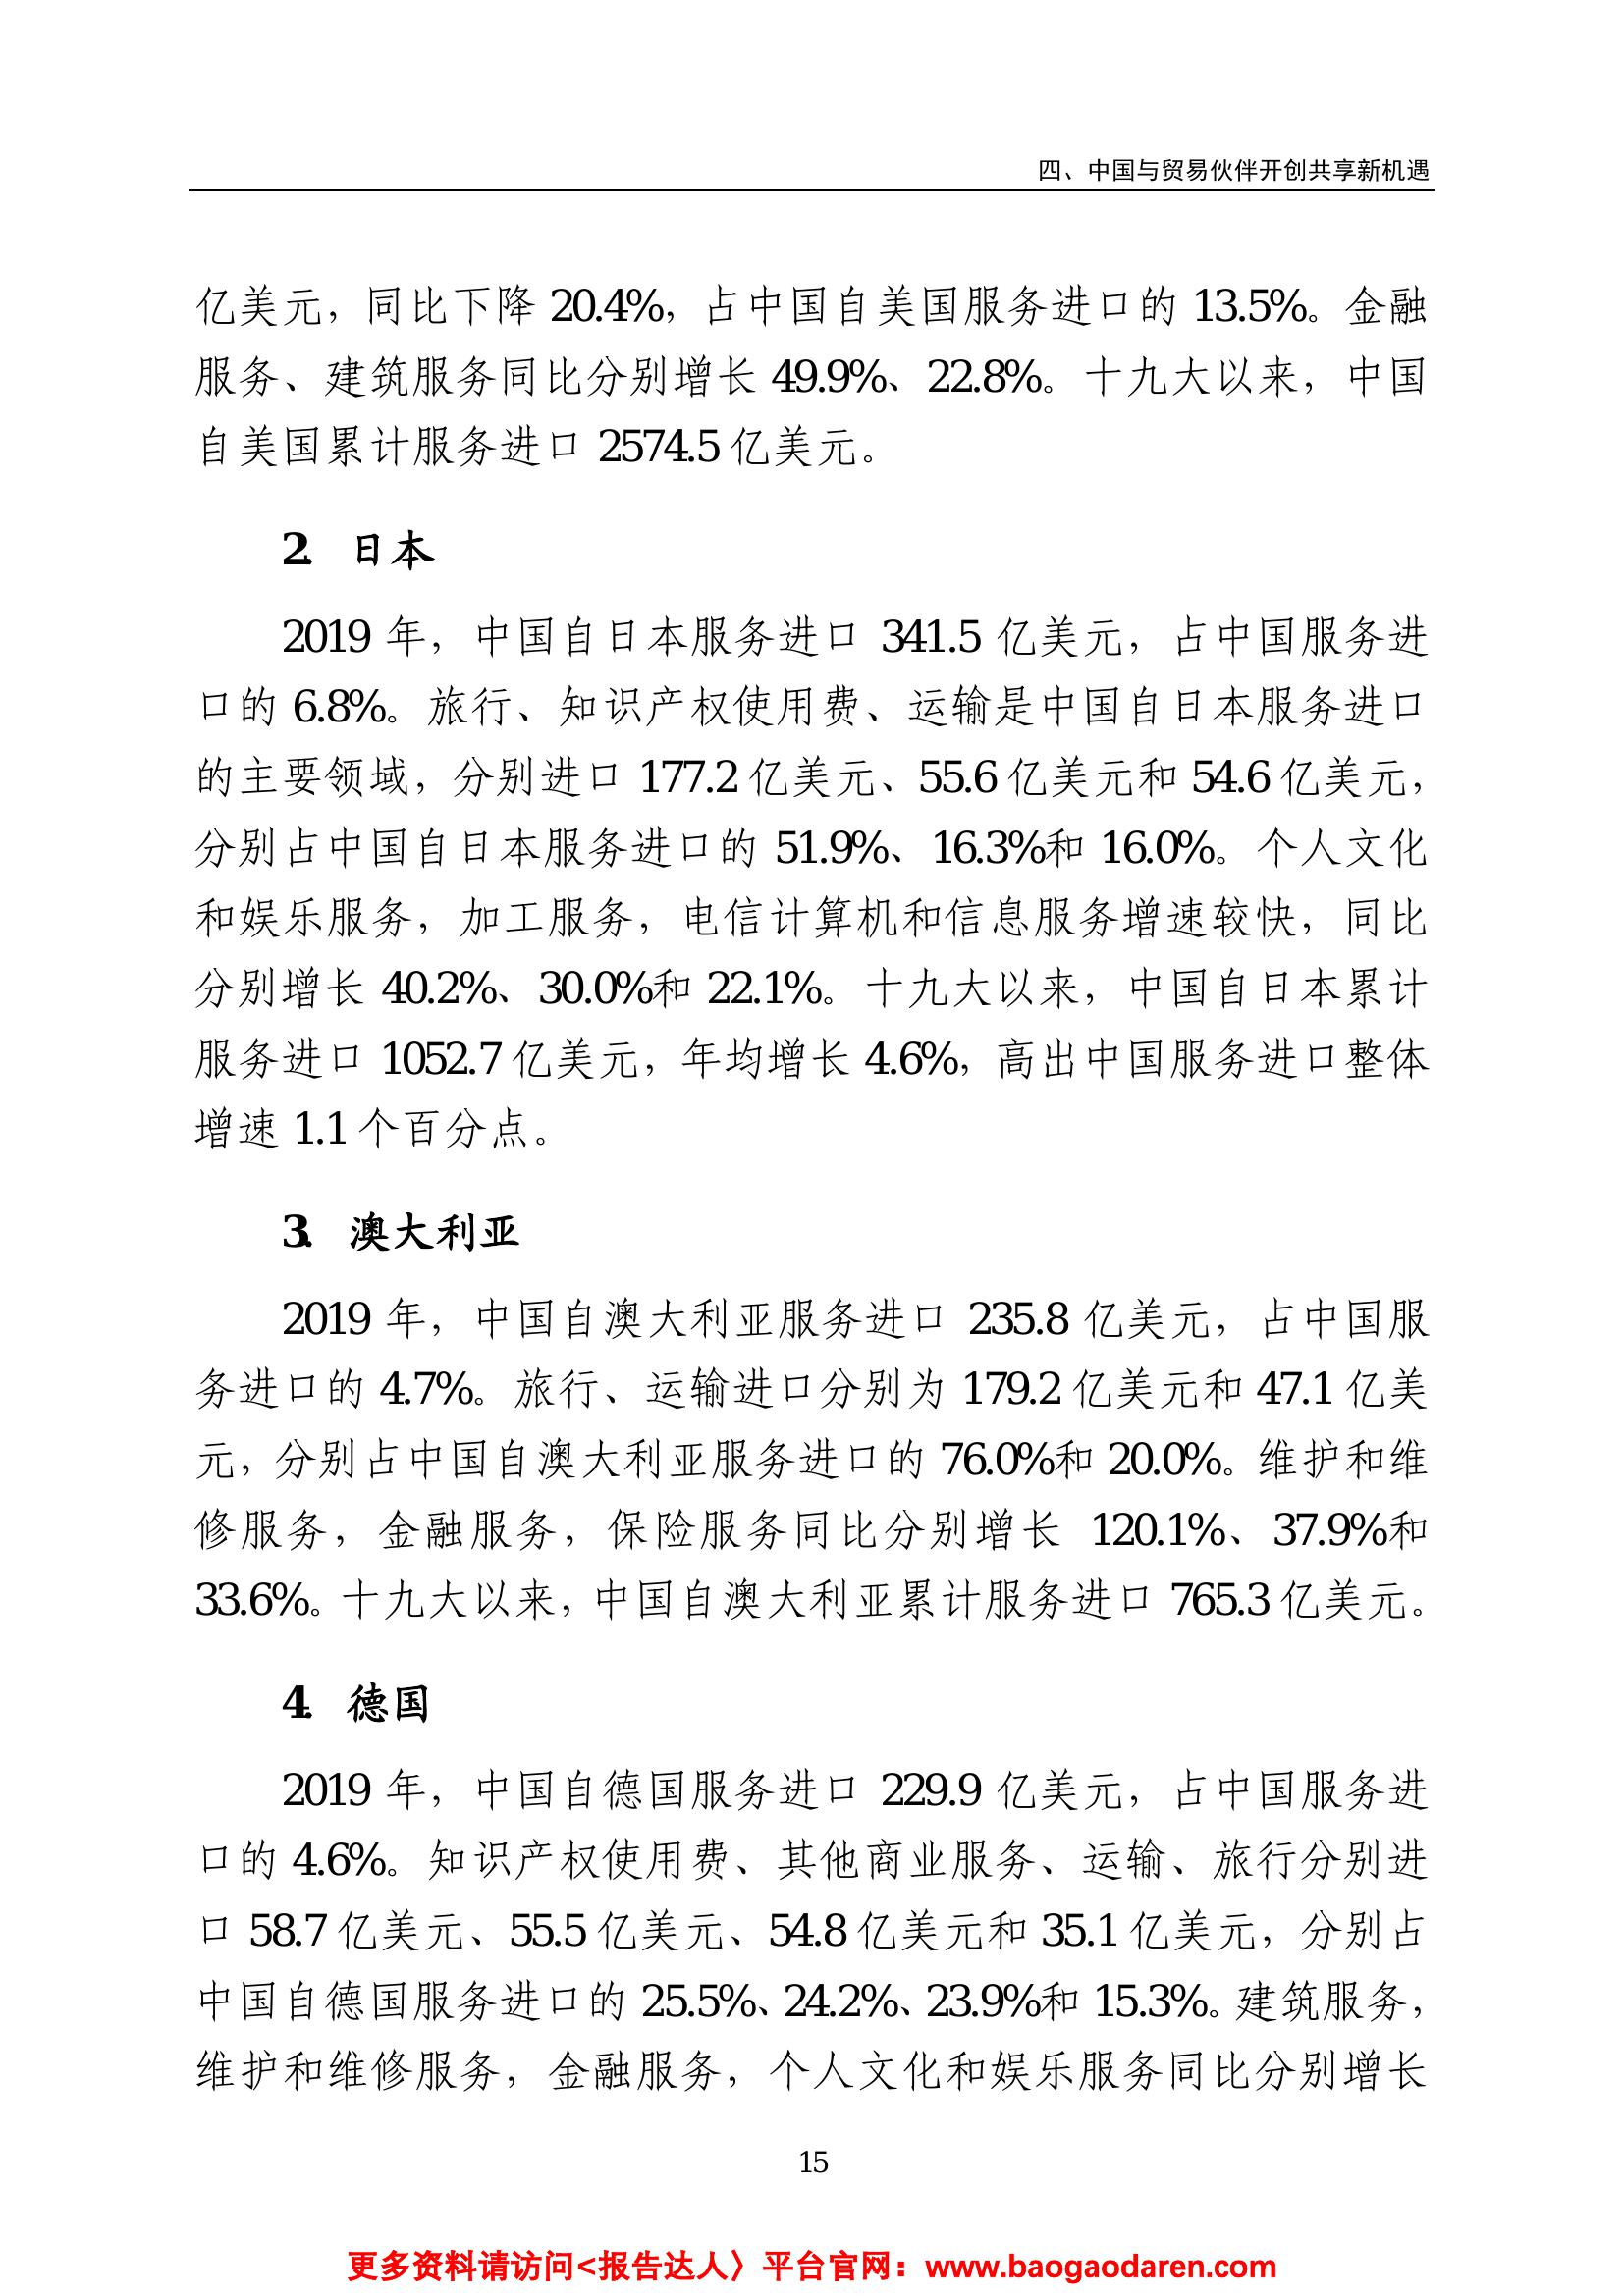 四、中国与贸易伙伴开创共享新机遇
亿美元，同比下降 20.4%，占中国自美国服务进口的 13.5%。金融
服务、建筑服务同比分别增长 49.9%、22.8%。十九大以来，中国
自美国累计服务进口 2574.5 亿美元。
2. 日本
2019 年，中国自日本服务进口 341.5 亿美元，占中国服务进
口的 6.8%。旅行、知识产权使用费、运输是中国自日本服务进口
的主要领域，分别进口 177.2 亿美元、55.6 亿美元和 54.6 亿美元，
分别占中国自日本服务进口的 51.9%、16.3%和 16.0%。个人文化
和娱乐服务，加工服务，电信计算机和信息服务增速较快，同比
分别增长 40.2%、30.0%和 22.1%。十九大以来，中国自日本累计
服务进口 1052.7 亿美元，年均增长 4.6%，高出中国服务进口整体
增速 1.1 个百分点。
3. 澳大利亚
2019 年，中国自澳大利亚服务进口 235.8 亿美元，占中国服
务进口的 4.7%。旅行、运输进口分别为 179.2 亿美元和 47.1 亿美
元，分别占中国自澳大利亚服务进口的 76.0%和 20.0%。维护和维
修服务，金融服务，保险服务同比分别增长 120.1%、37.9%和
33.6%。十九大以来，中国自澳大利亚累计服务进口 765.3 亿美元。
4. 德国
2019 年，中国自德国服务进口 229.9 亿美元，占中国服务进
口的 4.6%。知识产权使用费、其他商业服务、运输、旅行分别进
口 58.7 亿美元、55.5 亿美元、54.8 亿美元和 35.1 亿美元，分别占
中国自德国服务进口的 25.5%、24.2%、23.9%和 15.3%。建筑服务，
维护和维修服务，金融服务，个人文化和娱乐服务同比分别增长
15
更多资料请访问<报告达人〉平台官网：www.baogaodaren.com